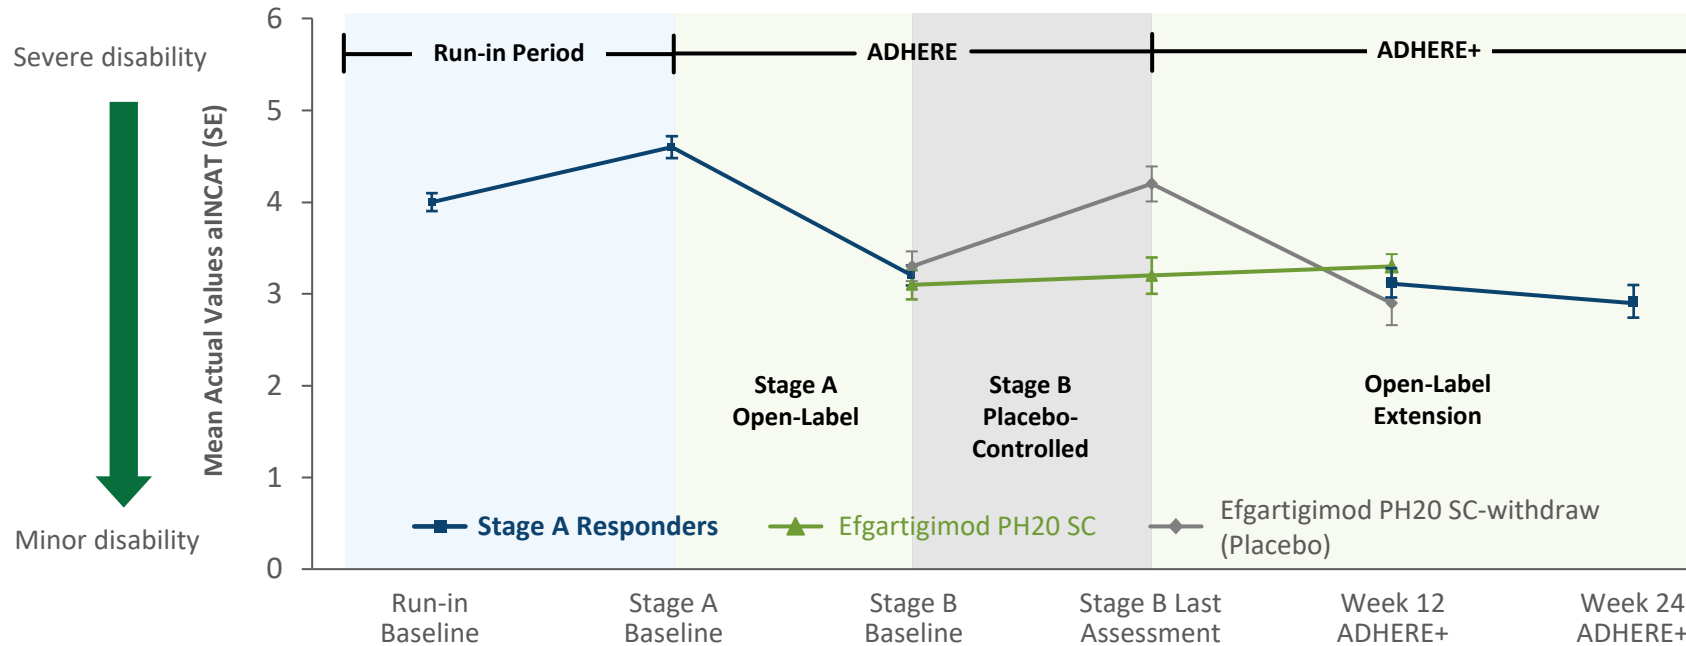 Severe disability
Minor disability
Mean Actual Values aINCAT (SE)
6
5
4
3
2
1
0
Run-in Period
ADHERE
ADHERE+
Stage A
Open-Label
Stage B
Placebo-
Controlled
Open-Label
Extension
Stage A Responders
Efgartigimod PH20 SC
Efgartigimod PH20 SC-withdraw
(Placebo)
Run-in
Baseline
Stage A
Baseline
Stage B
Baseline
Stage B Last
Assessment
Week 12
ADHERE+
Week 24
ADHERE+